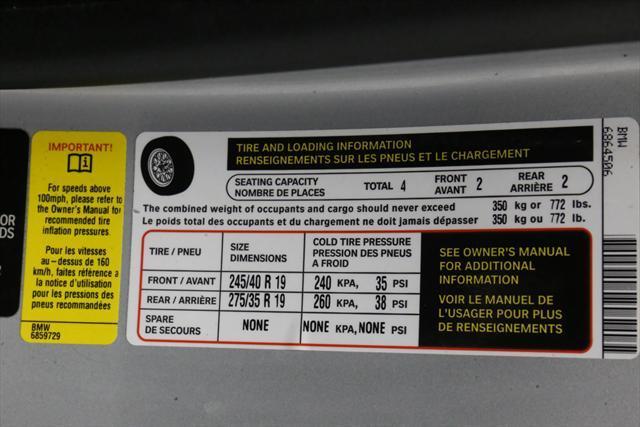 OR
DS
IMPORTANT!
For speeds above
100mph, please refer to
the Owner's Manual for
recommended tire
inflation pressures.
Pour les vitesses
au-dessus de 160
km/h, faites référence à
la notice d'utilisation
pour les pressions des
pneus recommandées
BMW
6859729
TIRE AND LOADING INFORMATION
RENSEIGNEMENTS SUR LES PNEUS ET LE CHARGEMENT
SEATING CAPACITY
NOMBRE DE PLACES
TOTAL 4
FRONT
AVANT 2
REAR
ARRIÈRE 2
The combined weight of occupants and cargo should never exceed 350 kg or 772 lbs.
Le poids total des occupants et du chargement ne doit jamais dépasser 350 kg ou 772 lb.
TIRE / PNEU
SIZE
DIMENSIONS
COLD TIRE PRESSURE
PRESSION DES PNEUS
A FROID
FRONT / AVANT 245/40 R 19 240 KPA, 35 PSI
REAR / ARRIÈRE 275/35 R 19 260 KPA, 38 PSI
SPARE
DE SECOURS
NONE NONE KPA, NONE PSI
SEE OWNER'S MANUAL
FOR ADDITIONAL
INFORMATION
VOIR LE MANUEL DE
L'USAGER POUR PLUS
DE RENSEIGNEMENTS
BMW
6864506